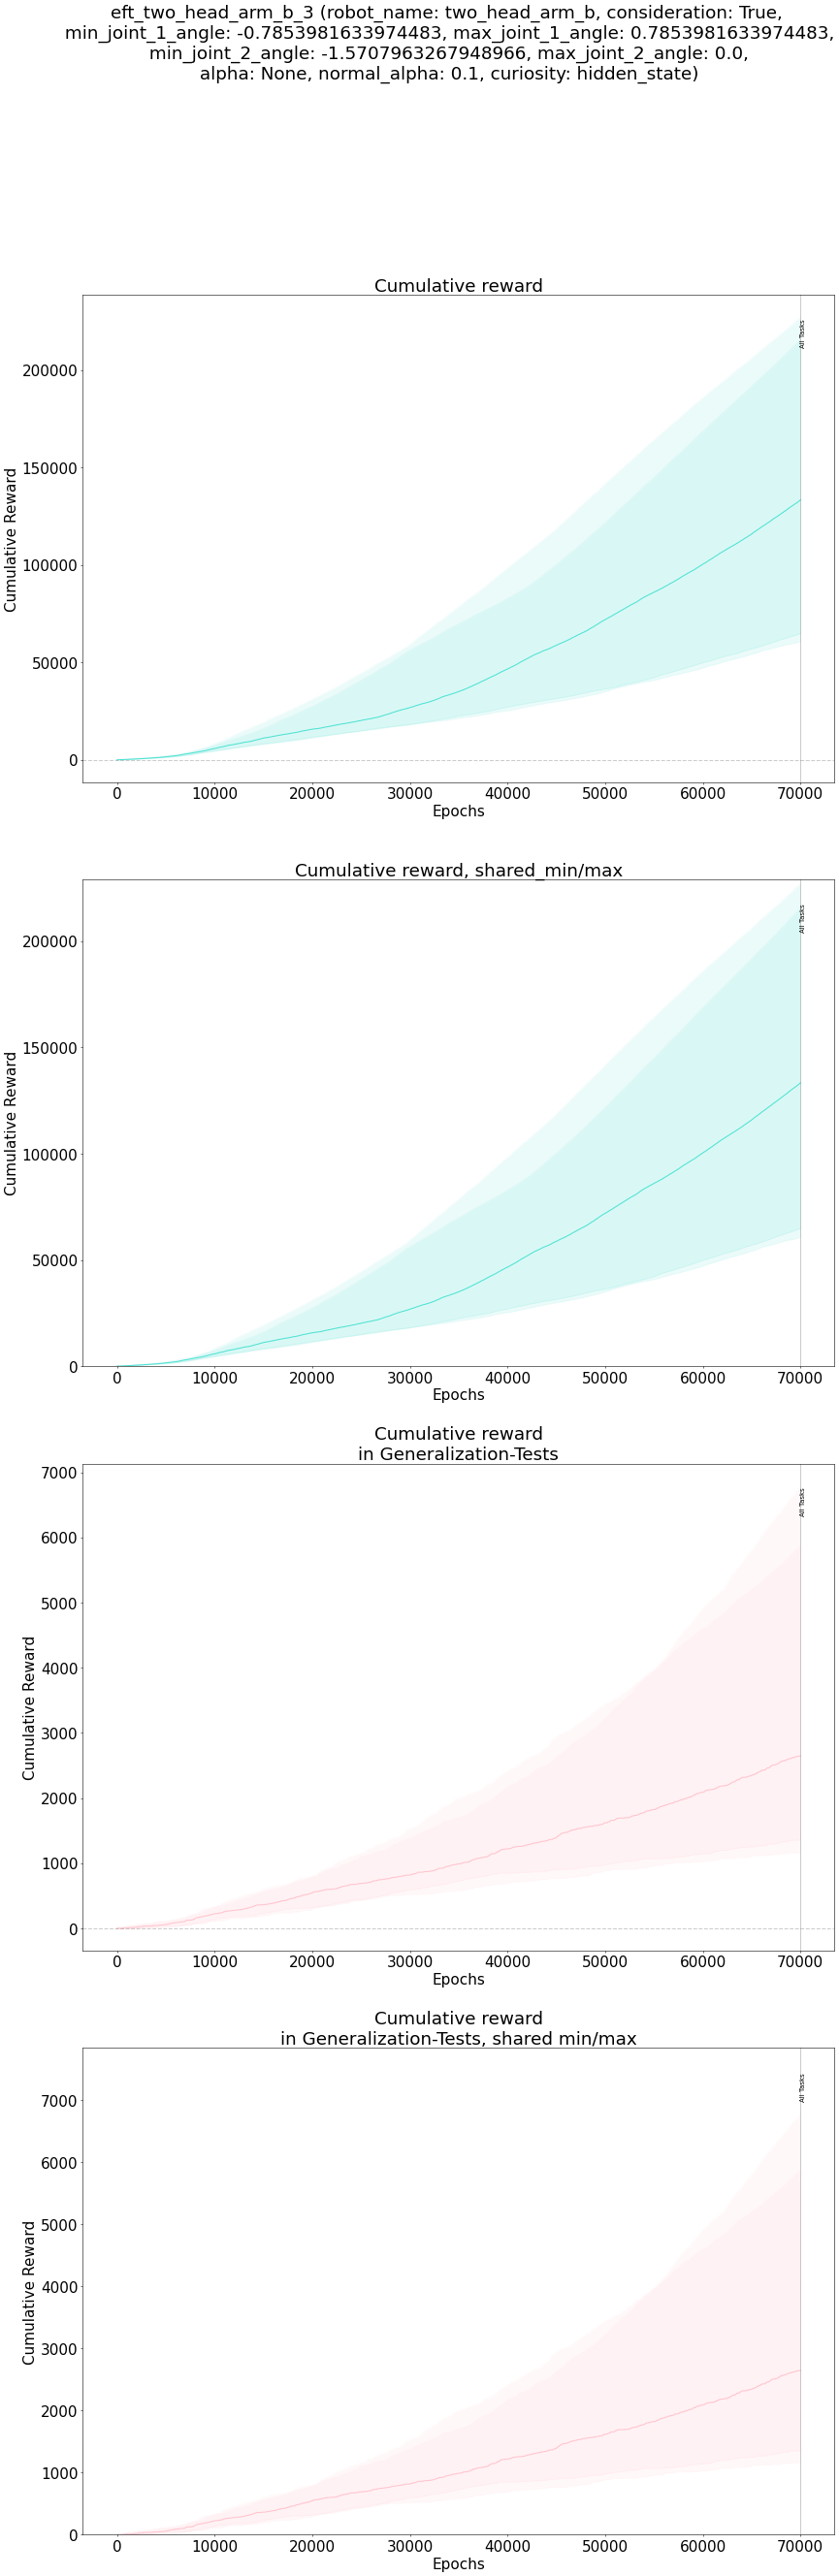 eft_two_head_arm_b_3 (robot_name: two_head_arm_b, consideration: True,
min_joint_1_angle: -0.7853981633974483, max_joint_1_angle: 0.7853981633974483,
min_joint_2_angle: -1.5707963267948966, max_joint_2_angle: 0.0,
alpha: None, normal_alpha: 0.1, curiosity: hidden_state)
Cumulative reward
All Tasks
200000
150000
100000
50000
0
Cumulative Reward
0 10000 20000 30000 40000 50000 60000 70000
Epochs
Cumulative reward, shared_min/max
All Tasks
200000
150000
100000
50000
0
Cumulative Reward
0 10000 20000 30000 40000 50000 60000 70000
Epochs
Cumulative reward
in Generalization-Tests
All Tasks
7000
6000
5000
4000
3000
2000
1000
0
Cumulative Reward
0 10000 20000 30000 40000 50000 60000 70000
Epochs
Cumulative reward
in Generalization-Tests, shared min/max
All Tasks
7000
6000
5000
4000
3000
2000
1000
0
Cumulative Reward
0 10000 20000 30000 40000 50000 60000 70000
Epochs